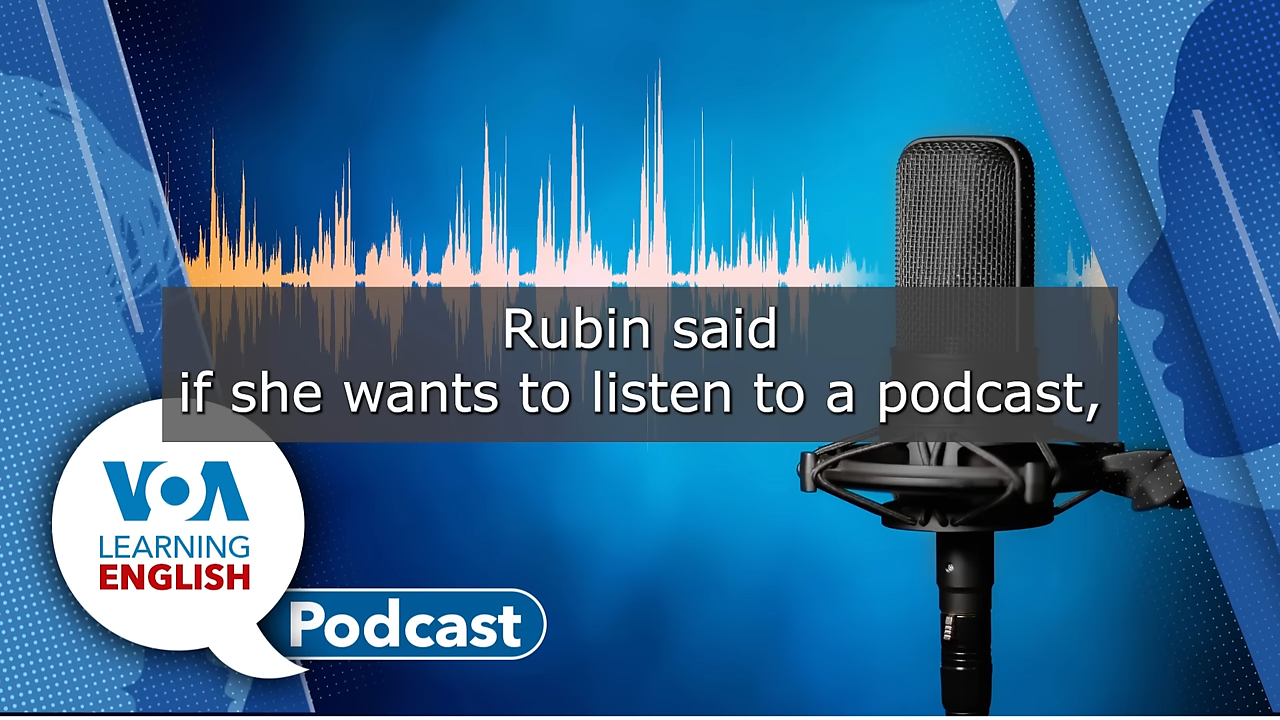 Rubin said
if she wants to listen to a podcast,
VOA
LEARNING
ENGLISH
Podcast